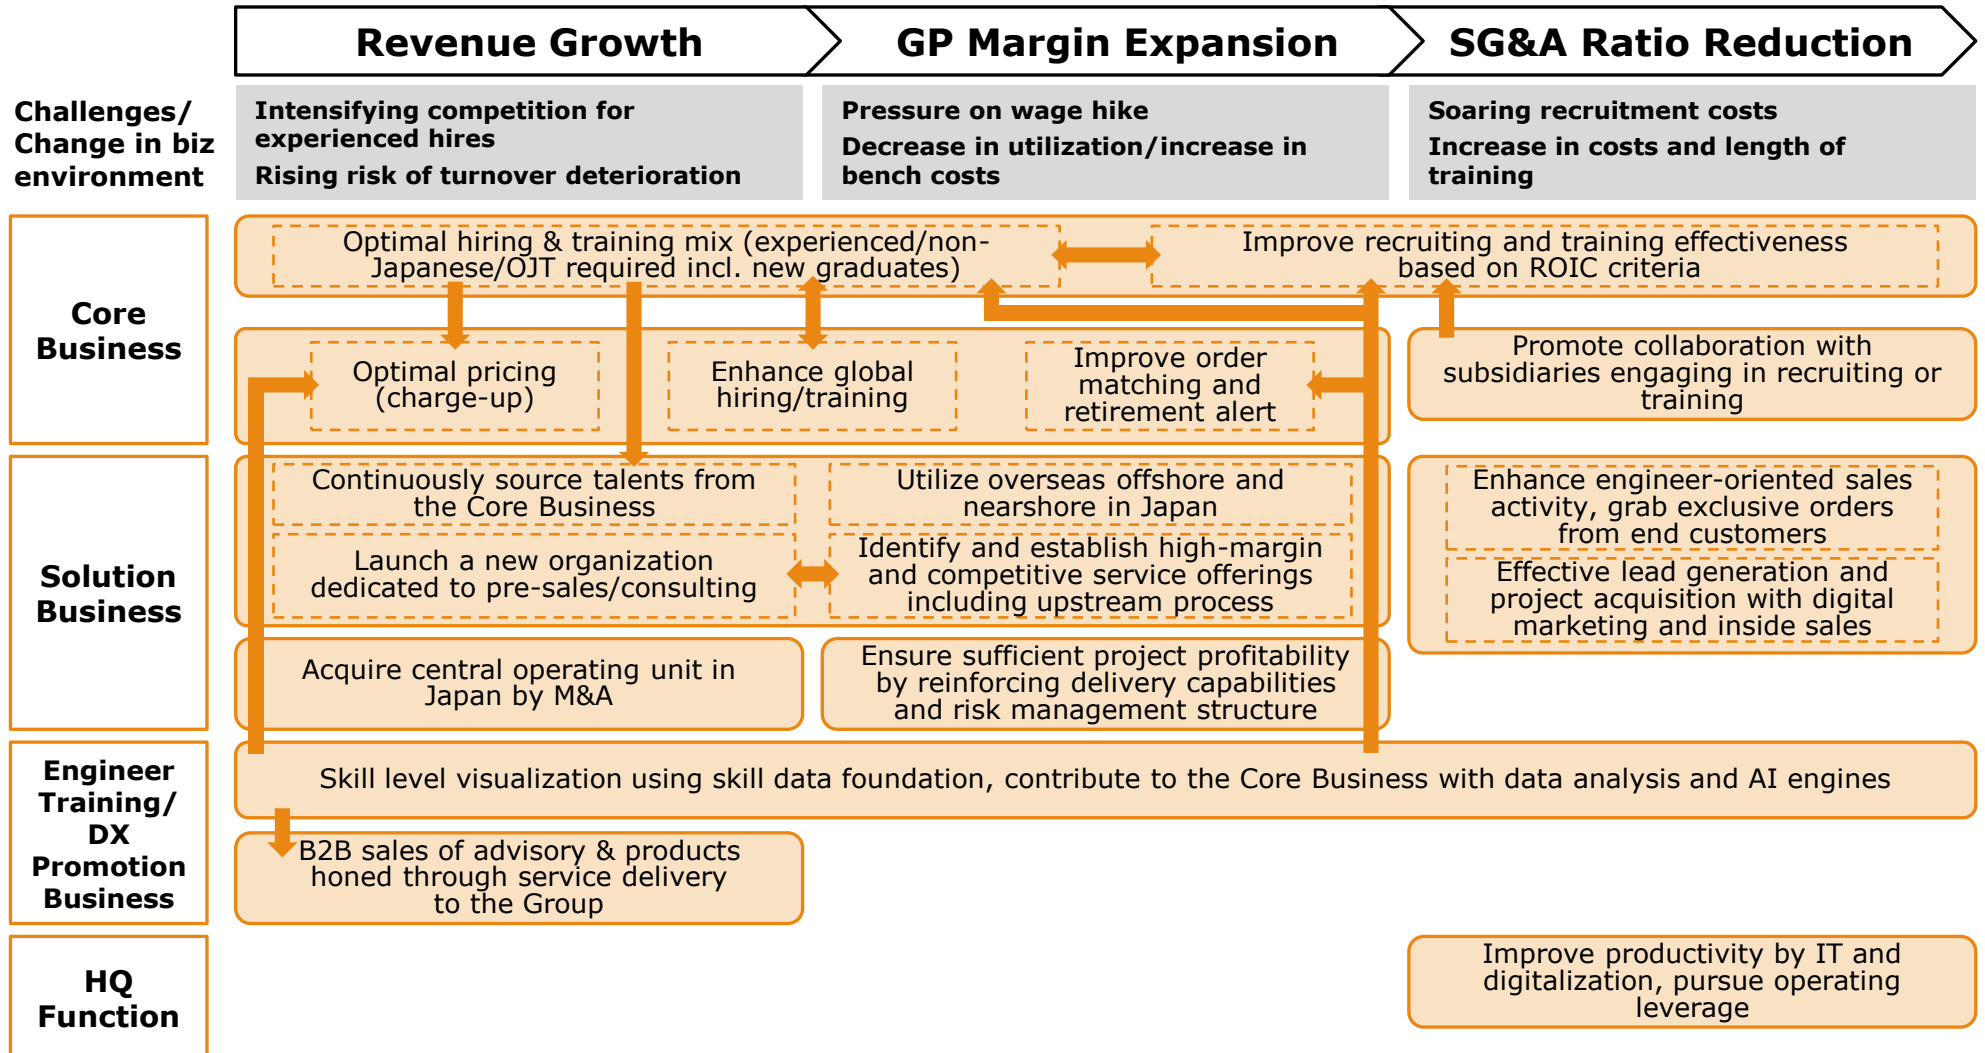 Revenue Growth
GP Margin Expansion
SG&A Ratio Reduction
Challenges/
Change in biz
environment
Intensifying competition for
experienced hires
Rising risk of turnover deterioration
Pressure on wage hike
Decrease in utilization/increase in
bench costs
Soaring recruitment costs
Increase in costs and length of
training
Core
Business
Optimal hiring & training mix (experienced/non-
Japanese/OJT required incl. new graduates)
Improve recruiting and training effectiveness
based on ROIC criteria
Optimal pricing
(charge-up)
Enhance global
hiring/training
Improve order
matching and
retirement alert
Promote collaboration with
subsidiaries engaging in recruiting or
training
Solution
Business
Continuously source talents from
the Core Business
Utilize overseas offshore and
nearshore in Japan
Launch a new organization
dedicated to pre-sales/consulting
Identify and establish high-margin
and competitive service offerings
including upstream process
Enhance engineer-oriented sales
activity, grab exclusive orders
from end customers
Effective lead generation and
project acquisition with digital
marketing and inside sales
Acquire central operating unit in
Japan by M&A
Ensure sufficient project profitability
by reinforcing delivery capabilities
and risk management structure
Engineer
Training/
DX
Promotion
Business
Skill level visualization using skill data foundation, contribute to the Core Business with data analysis and AI engines
B2B sales of advisory & products
honed through service delivery
to the Group
HQ
Function
Improve productivity by IT and
digitalization, pursue operating
leverage